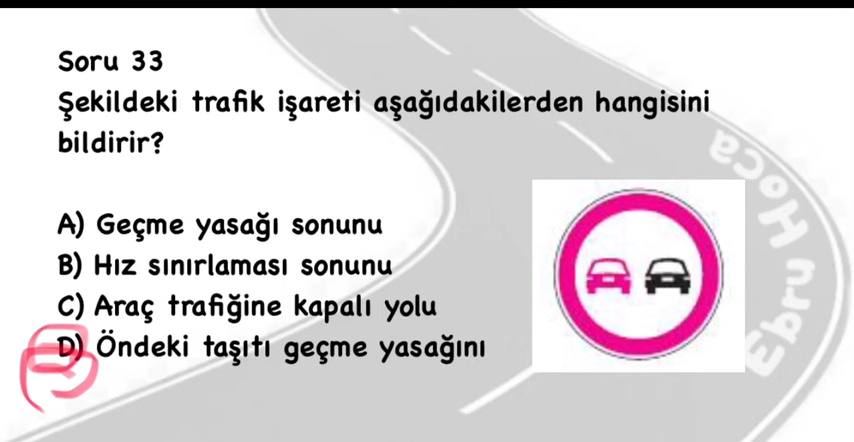 Soru 33
Şekildeki trafik işareti aşağıdakilerden hangisini
bildirir?
A) Geçme yasağı sonunu
B) Hız sınırlaması sonunu
C) Araç trafiğine kapalı yolu
D) Öndeki taşıtı geçme yasağını
Ebru Hoca